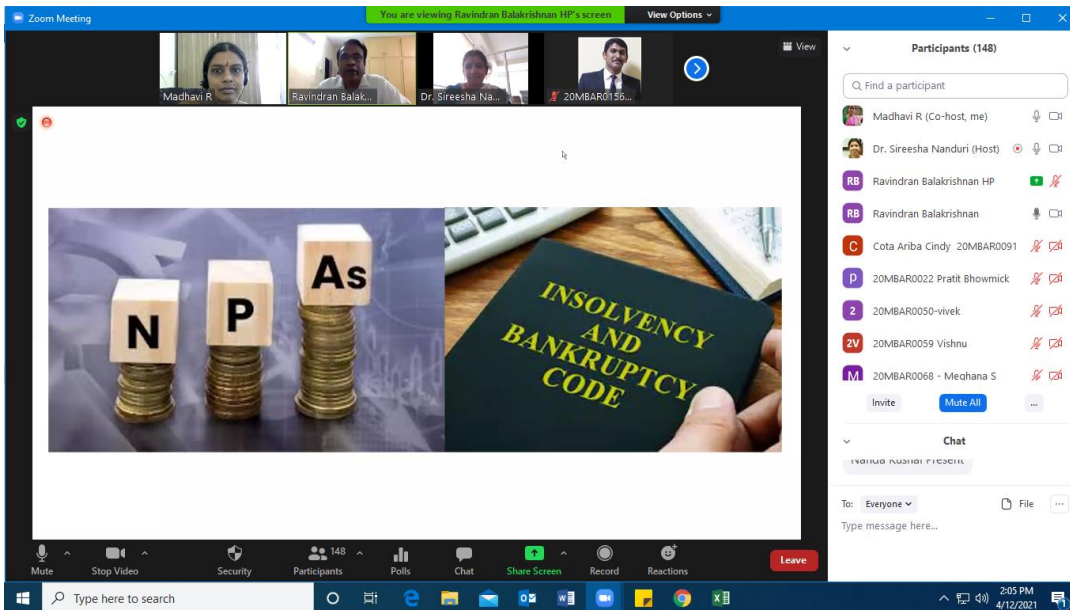 Zoom Meeting
You are viewing Ravindran Balakrishnan HP's screen
View Options
View
Madhavi R
Ravindran Balak...
Dr. Sireesha Na...
20MBAR0156...
N
P
As
INSOLVENCY
AND
BANKRUPTCY
CODE
Participants (148)
Find a participant
Madhavi R (Co-host, me)
Dr. Sireesha Nanduri (Host)
RB Ravindran Balakrishnan HP
RB Ravindran Balakrishnan
C Cota Ariba Cindy 20MBAR0091
P 20MBAR0022 Pratit Bhowmick
2 20MBAR0050-vivek
2V 20MBAR0059 Vishnu
M 20MBAR0068 - Meghana S
Invite
Mute All
...
Chat
Nanda Kushal Present
To: Everyone
File
...
Type message here...
Mute
Stop Video
Security
148
Participants
Polls
Chat
Share Screen
Record
Reactions
Leave
Type here to search
2:05 PM
4/12/2021